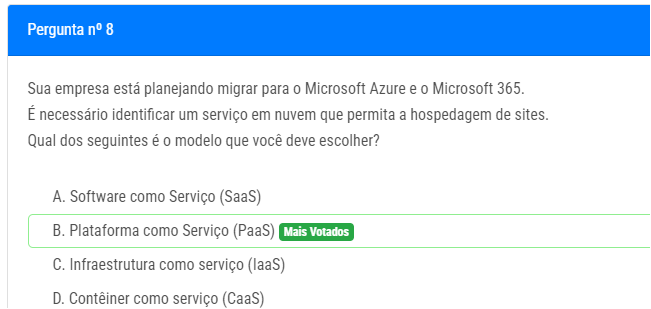 Pergunta nº 8
Sua empresa está planejando migrar para o Microsoft Azure e o Microsoft 365.
É necessário identificar um serviço em nuvem que permita a hospedagem de sites.
Qual dos seguintes é o modelo que você deve escolher?
A. Software como Serviço (SaaS)
B. Plataforma como Serviço (PaaS) Mais Votados
C. Infraestrutura como serviço (IaaS)
D. Contêiner como serviço (CaaS)